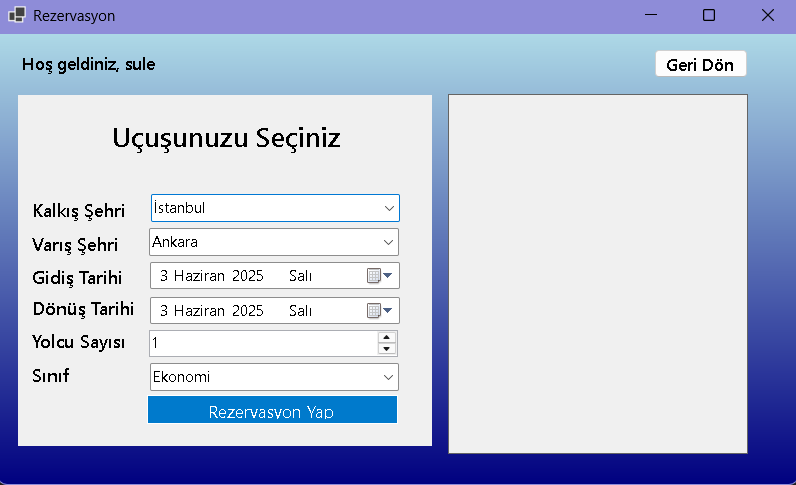 Rezervasyon
Hoş geldiniz, sule
Geri Dön
Uçuşunuzu Seçiniz
Kalkış Şehri İstanbul
Varış Şehri Ankara
Gidiş Tarihi 3 Haziran 2025 Salı
Dönüş Tarihi 3 Haziran 2025 Salı
Yolcu Sayısı 1
Sınıf Ekonomi
Rezervasyon Yap